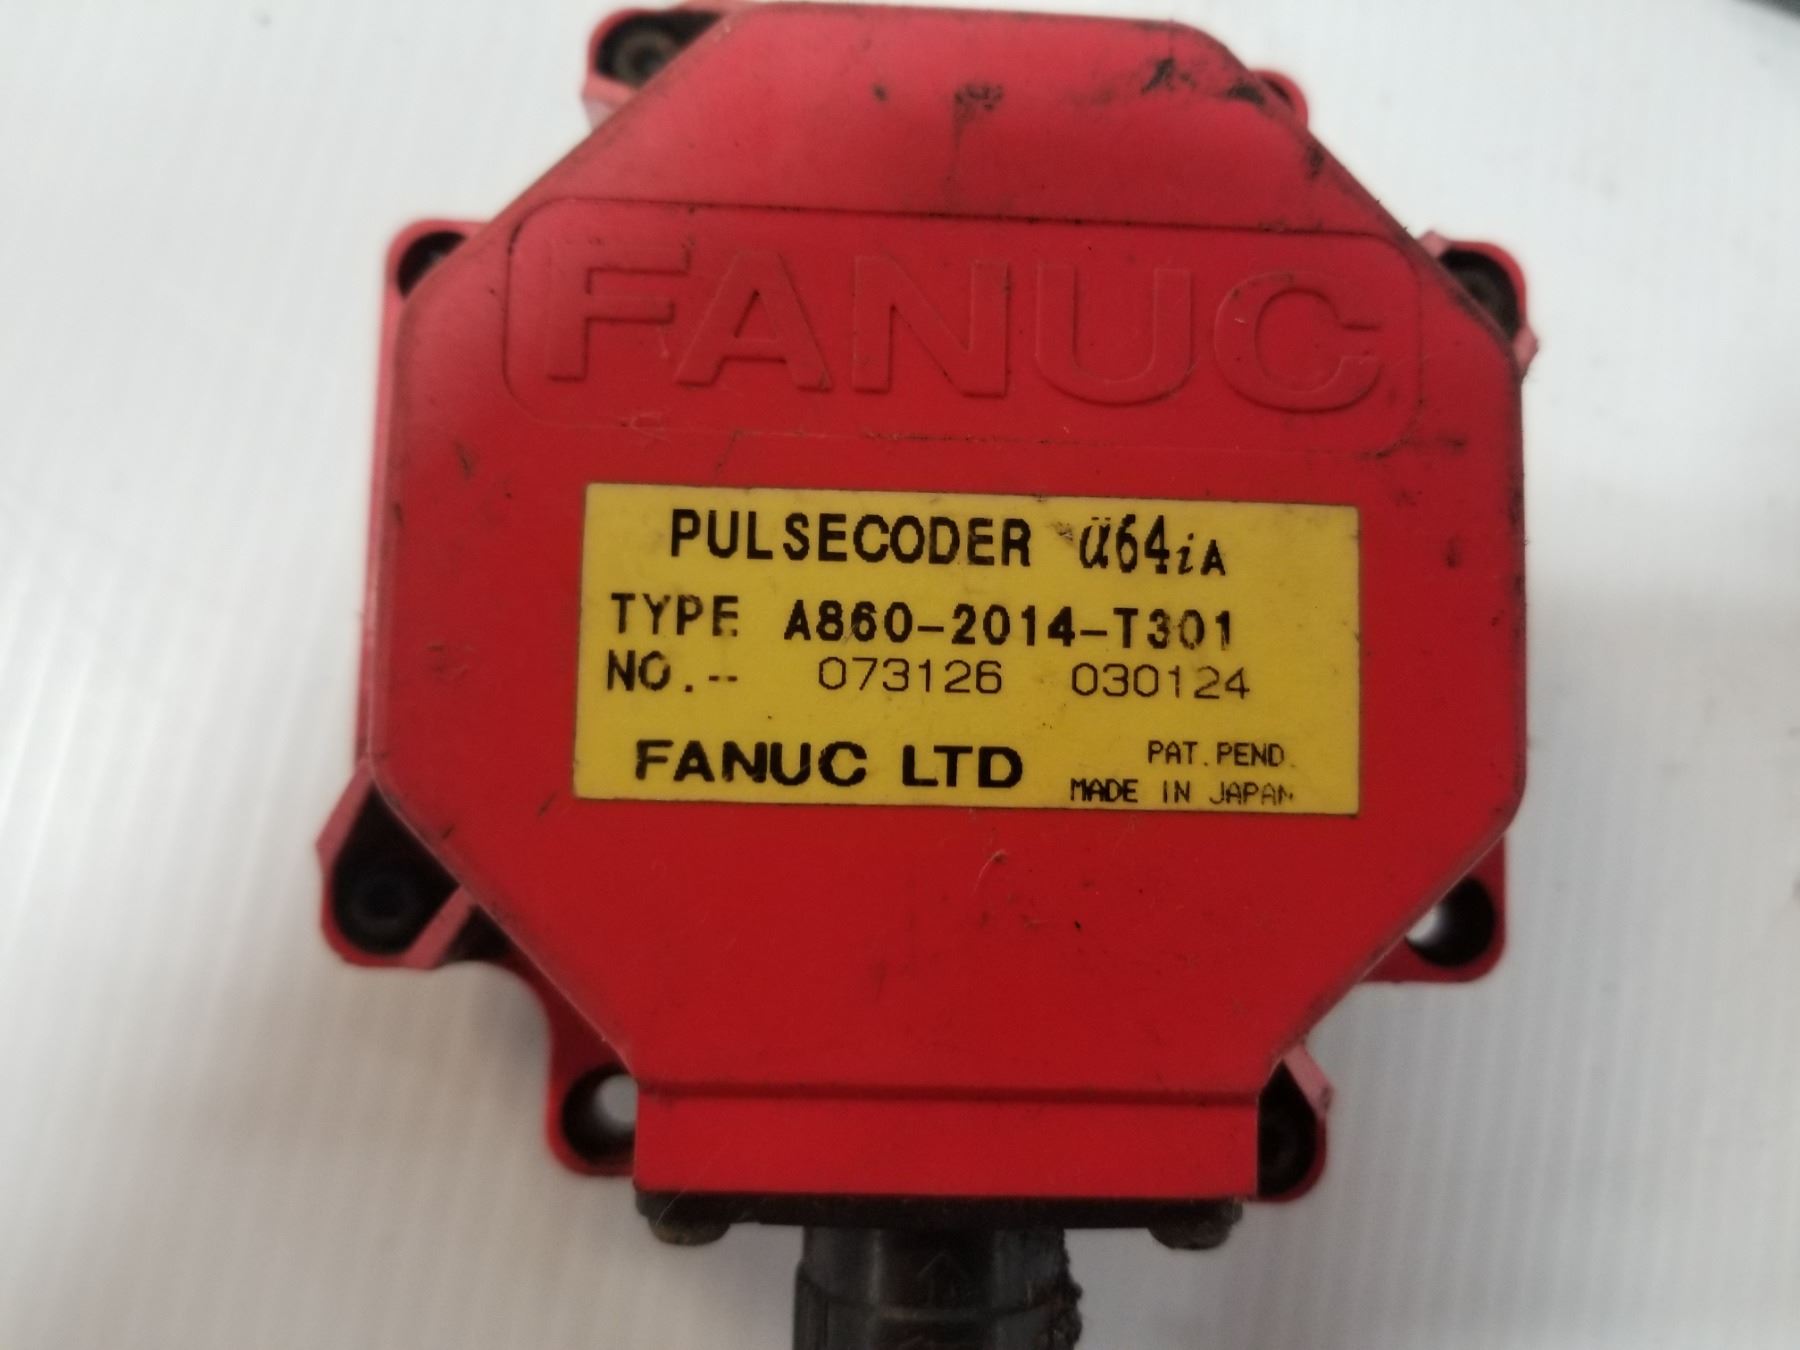 FANUC
PULSECODER α64iA
TYPE A860-2014-T301
NO.-- 073126 030124
FANUC LTD PAT.PEND.
MADE IN JAPAN